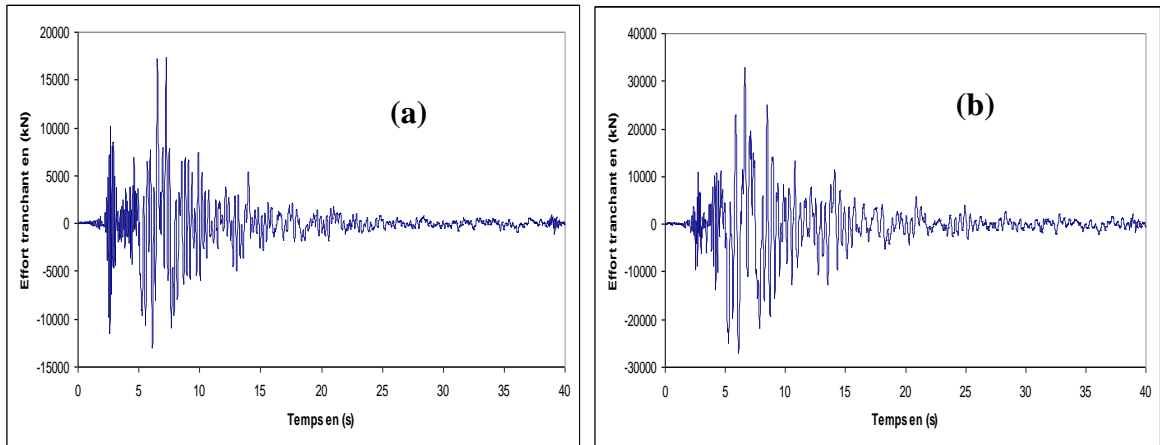 20000
15000
10000
5000
0
-5000
-10000
-15000
Effort tranchant en (kN)
(a)
0 5 10 15 20 25 30 35 40
Temps en (s)
40000
30000
20000
10000
0
-10000
-20000
-30000
Effort tranchant en (kN)
(b)
0 5 10 15 20 25 30 35 40
Temps en (s)